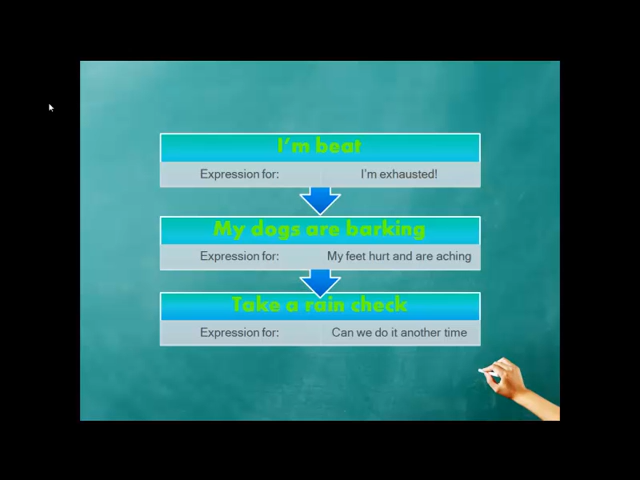 I'm beat
Expression for: I'm exhausted!
My dogs are barking
Expression for: My feet hurt and are aching
Take a rain check
Expression for: Can we do it another time